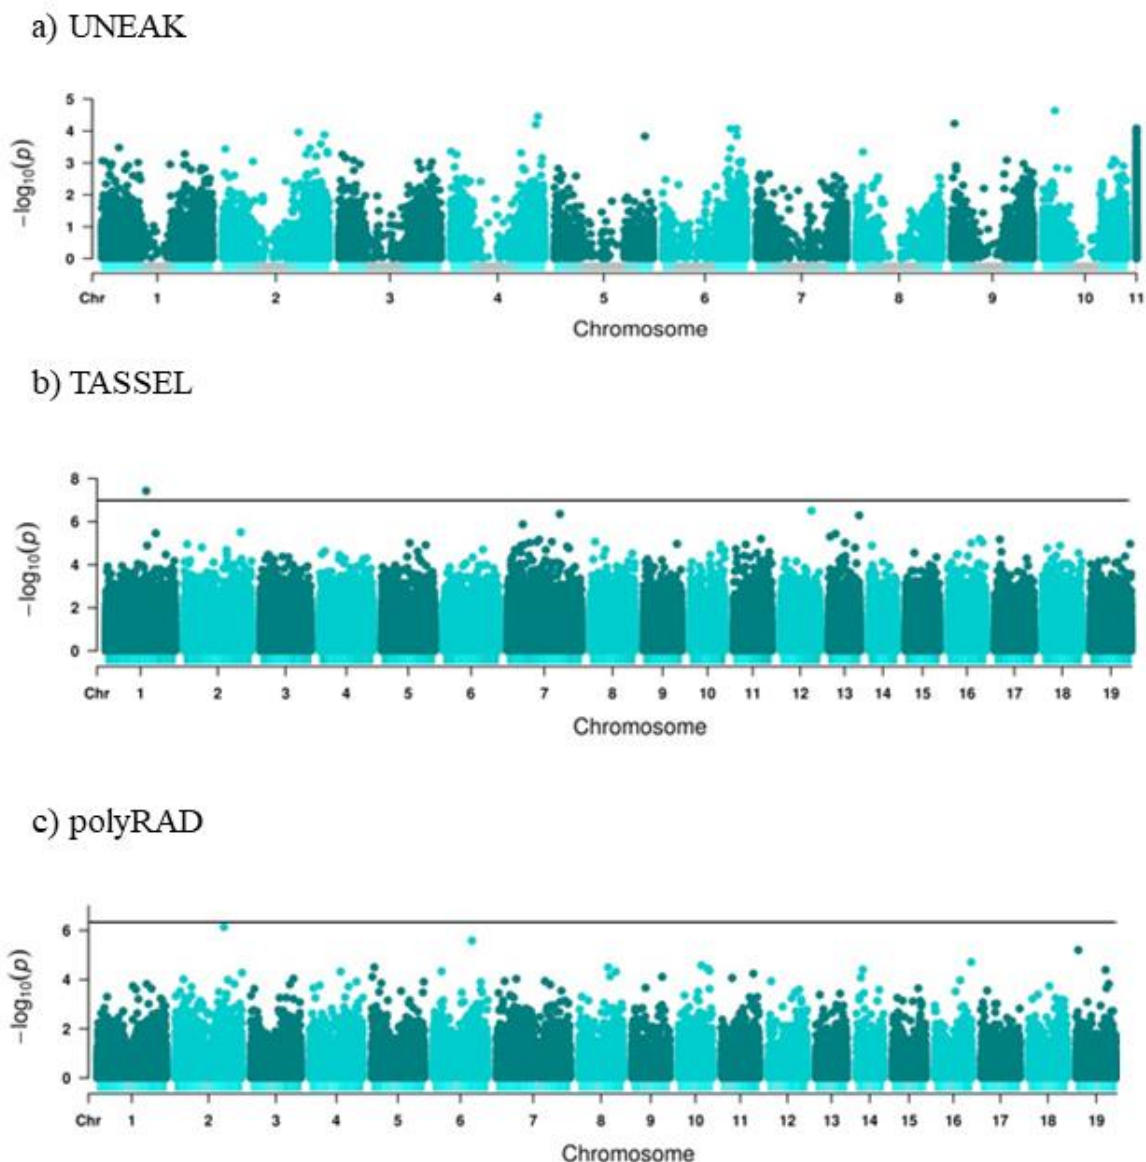 a) UNEAK
5
4
3
2
1
0
−log10(p)
Chr 1 2 3 4 5 6 7 8 9 10 11
Chromosome
b) TASSEL
8
6
4
2
0
−log10(p)
Chr 1 2 3 4 5 6 7 8 9 10 11 12 13 14 15 16 17 18 19
Chromosome
c) polyRAD
6
4
2
0
−log10(p)
Chr 1 2 3 4 5 6 7 8 9 10 11 12 13 14 15 16 17 18 19
Chromosome